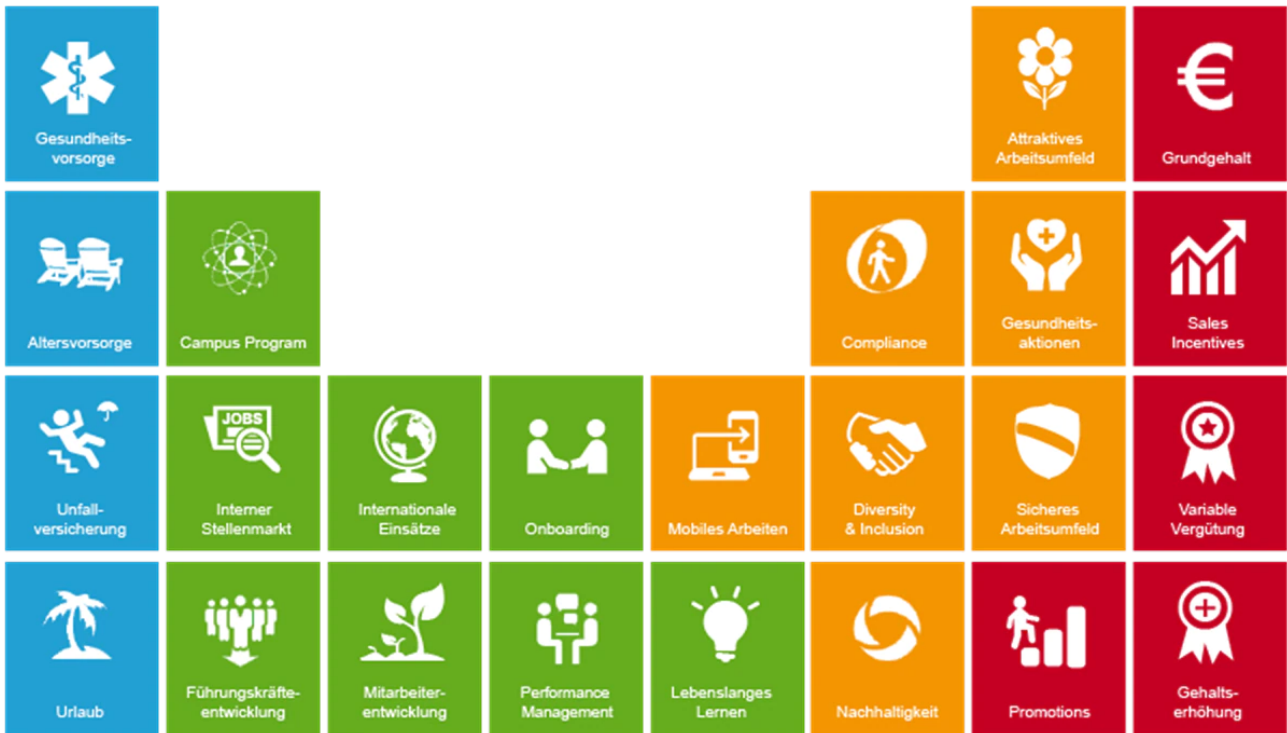 Gesundheits-
vorsorge
Attraktives
Arbeitsumfeld
€
Grundgehalt
Altersvorsorge
Campus Program
Compliance
Gesundheits-
aktionen
Sales
Incentives
Unfall-
versicherung
JOBS
Interner
Stellenmarkt
Internationale
Einsätze
Onboarding
Mobiles Arbeiten
Diversity
& Inclusion
Sicheres
Arbeitsumfeld
Variable
Vergütung
Urlaub
Führungskräfte-
entwicklung
Mitarbeiter-
entwicklung
Performance
Management
Lebenslanges
Lernen
Nachhaltigkeit
Promotions
Gehalts-
erhöhung